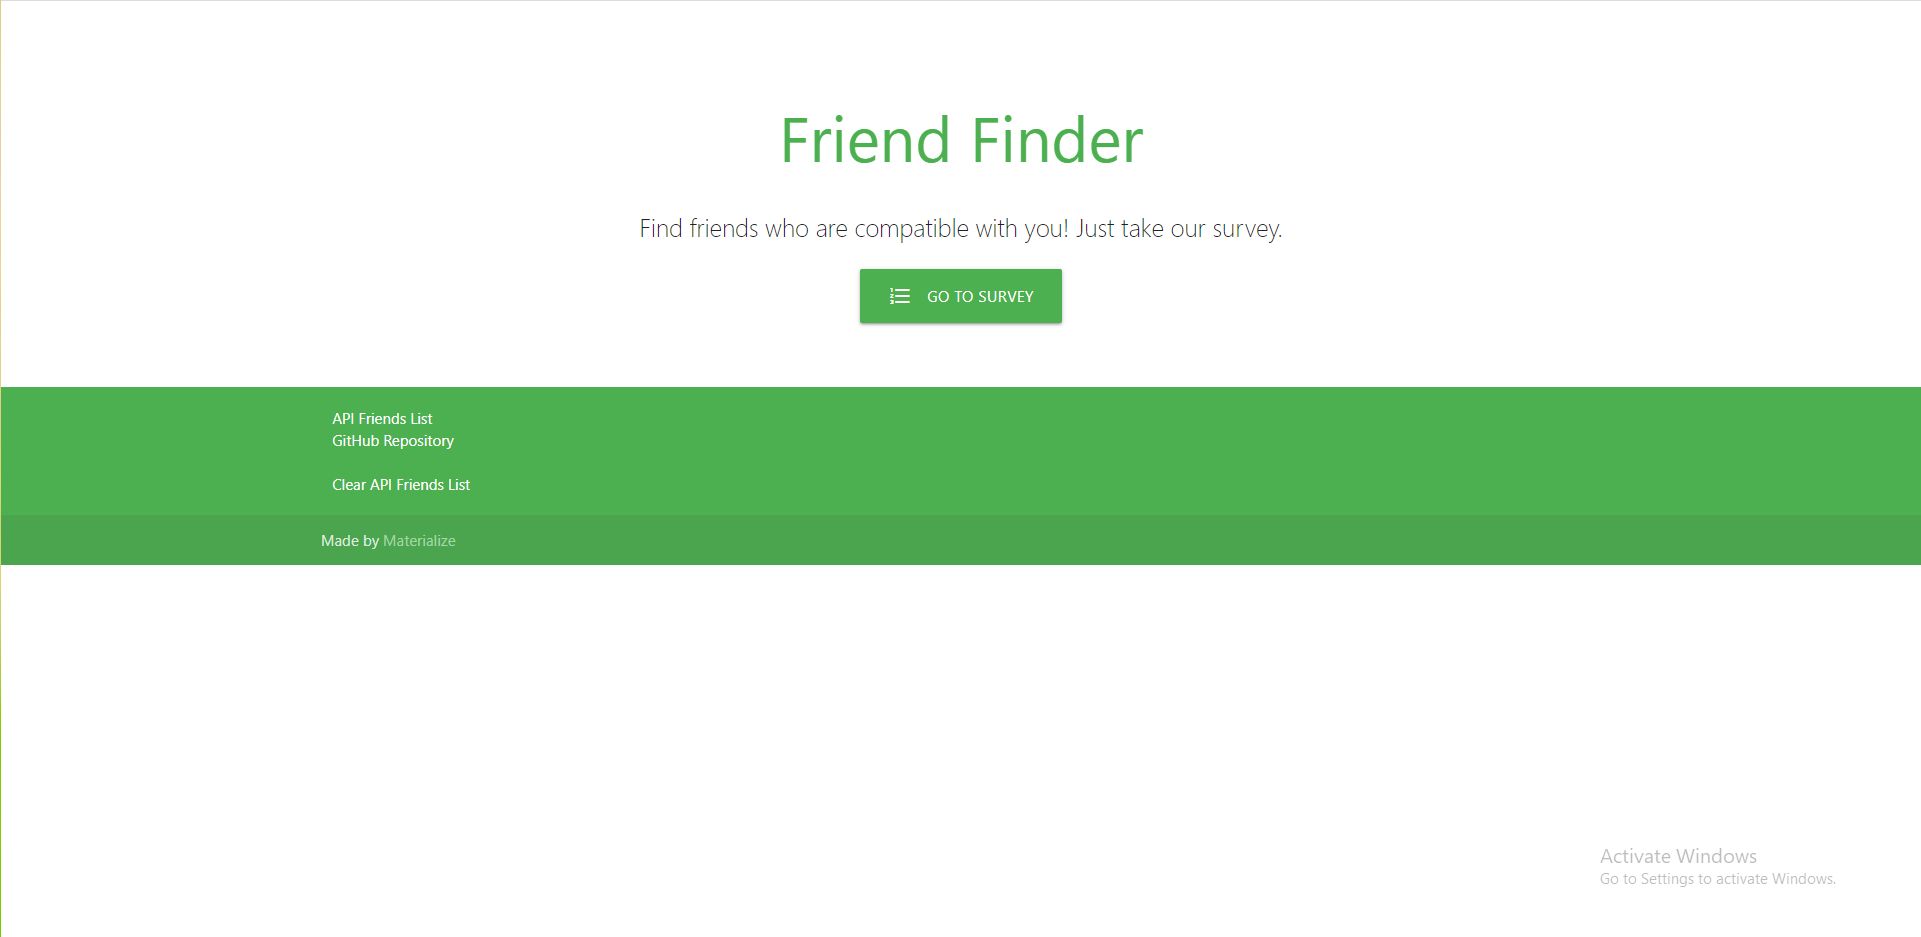 Friend Finder
Find friends who are compatible with you! Just take our survey.
GO TO SURVEY
API Friends List
GitHub Repository
Clear API Friends List
Made by Materialize
Activate Windows
Go to Settings to activate Windows.